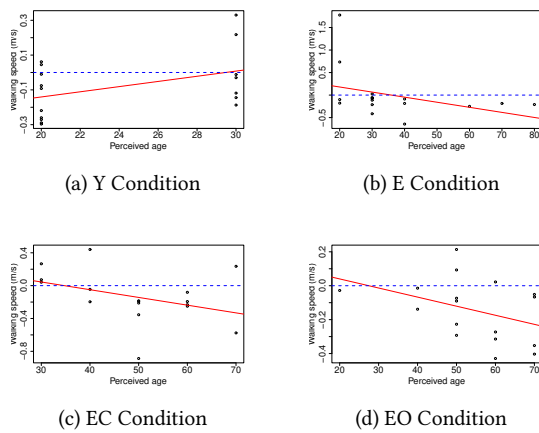 Walking speed (m/s)
0.3
0.1
−0.1
−0.3
20 22 24 26 28 30
Perceived age
(a) Y Condition
Walking speed (m/s)
1.5
0.5
−0.5
20 30 40 50 60 70 80
Perceived age
(b) E Condition
Walking speed (m/s)
0.4
0.0
−0.4
−0.8
30 40 50 60 70
Perceived age
(c) EC Condition
Walking speed (m/s)
0.2
0.0
−0.2
−0.4
20 30 40 50 60 70
Perceived age
(d) EO Condition